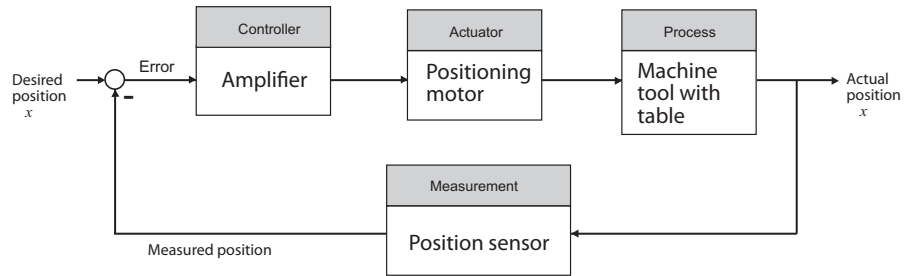 Controller
Actuator
Process
Desired
position
x
Error
Amplifier
Positioning
motor
Machine
tool with
table
Actual
position
x
Measurement
Position sensor
Measured position